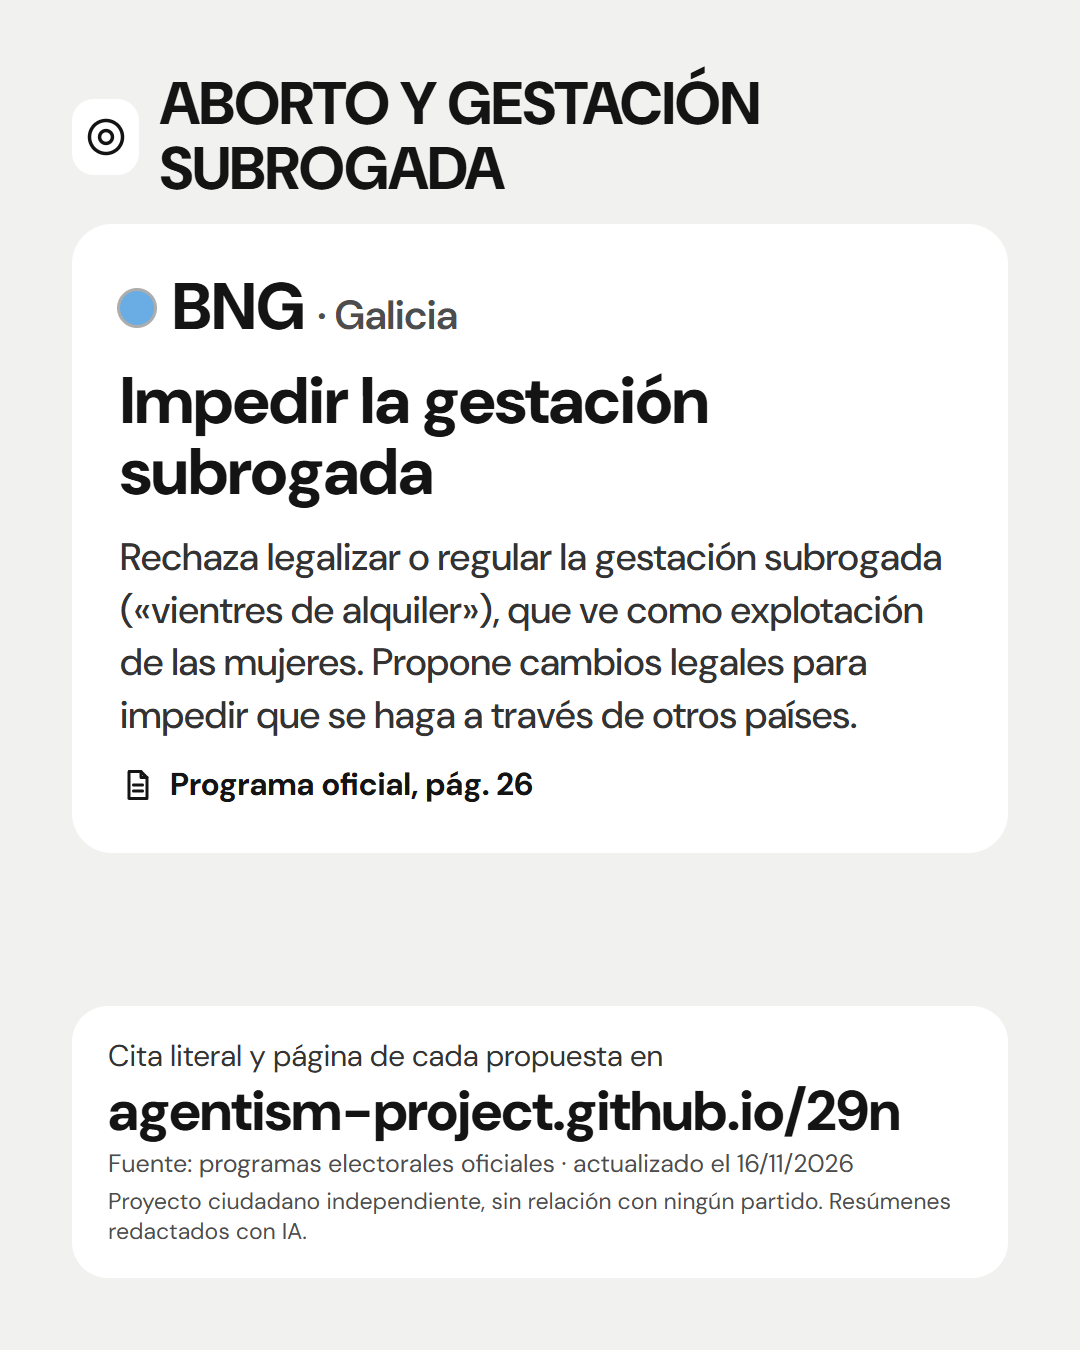 ABORTO Y GESTACIÓN
SUBROGADA
BNG · Galicia
Impedir la gestación
subrogada
Rechaza legalizar o regular la gestación subrogada
(«vientres de alquiler»), que ve como explotación
de las mujeres. Propone cambios legales para
impedir que se haga a través de otros países.
Programa oficial, pág. 26
Cita literal y página de cada propuesta en
agentism-project.github.io/29n
Fuente: programas electorales oficiales · actualizado el 16/11/2026
Proyecto ciudadano independiente, sin relación con ningún partido. Resúmenes
redactados con IA.